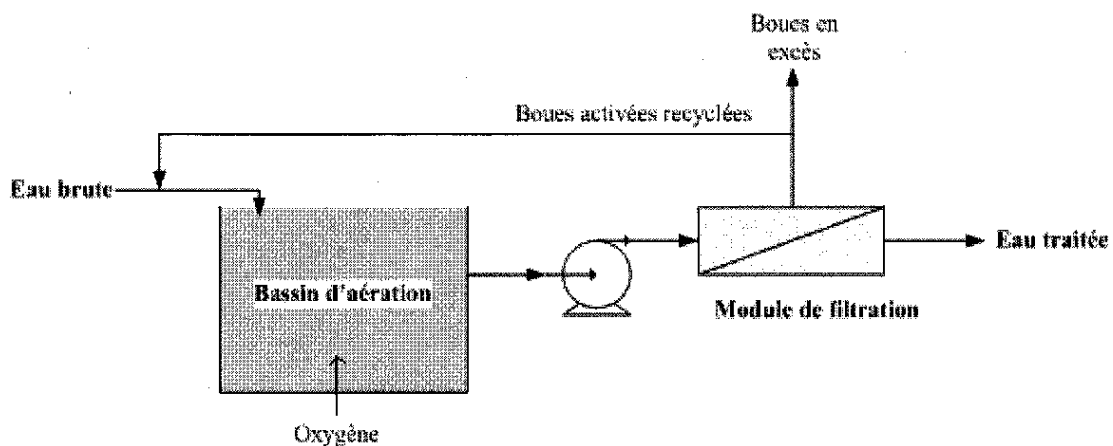 Boues en
excès
Boues activées recyclées
Eau brute
Eau traitée
Bassin d'aération
Module de filtration
Oxygène